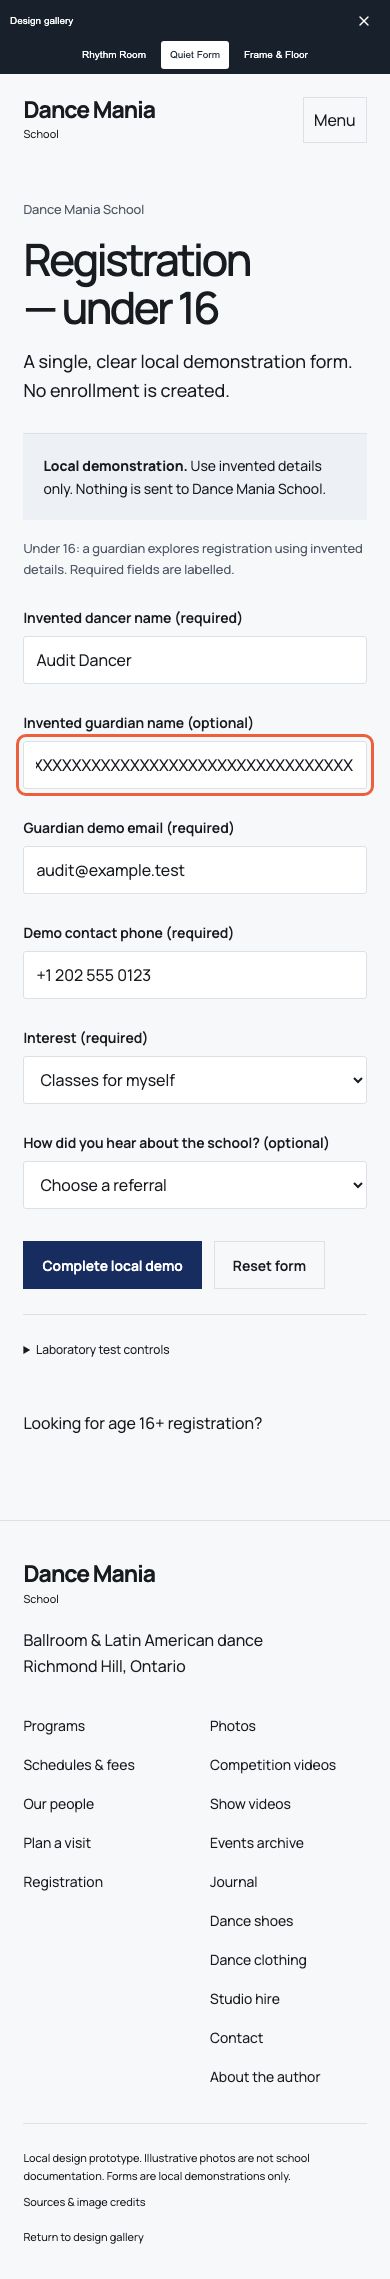 Design gallery
Rhythm Room Quiet Form Frame & Floor
Dance Mania
School
Menu
Dance Mania School
Registration
— under 16
A single, clear local demonstration form.
No enrollment is created.
Local demonstration. Use invented details
only. Nothing is sent to Dance Mania School.
Under 16: a guardian explores registration using invented
details. Required fields are labelled.
Invented dancer name (required)
Audit Dancer
Invented guardian name (optional)
XXXXXXXXXXXXXXXXXXXXXXXXXXXXXXXXX
Guardian demo email (required)
audit@example.test
Demo contact phone (required)
+1 202 555 0123
Interest (required)
Classes for myself
How did you hear about the school? (optional)
Choose a referral
Complete local demo Reset form
Laboratory test controls
Looking for age 16+ registration?
Dance Mania
School
Ballroom & Latin American dance
Richmond Hill, Ontario
Programs
Schedules & fees
Our people
Plan a visit
Registration
Photos
Competition videos
Show videos
Events archive
Journal
Dance shoes
Dance clothing
Studio hire
Contact
About the author
Local design prototype. Illustrative photos are not school
documentation. Forms are local demonstrations only.
Sources & image credits
Return to design gallery